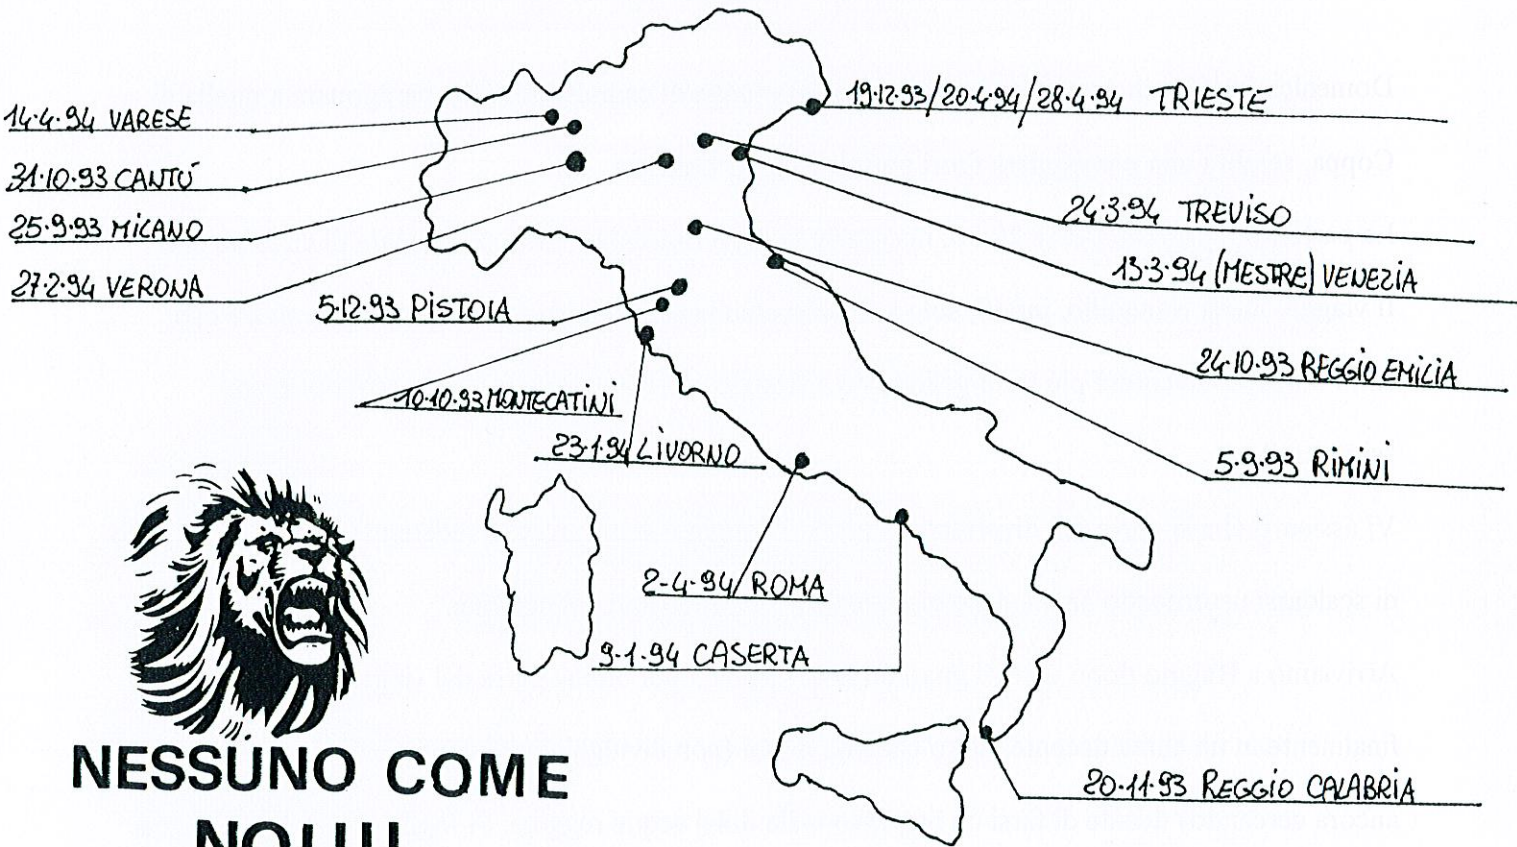 19.12.93/20.4.94/28.4.94 TRIESTE
14.4.94 VARESE
31.10.93 CANTÚ
25.9.93 MILANO
27.2.94 VERONA
24.3.94 TREVISO
13.3.94 (MESTRE) VENEZIA
5.12.93 PISTOIA
24.10.93 REGGIO EMILIA
10.10.93 MONTECATINI
23.1.94 LIVORNO
5.9.93 RIMINI
2-4-94 ROMA
9-1-94 CASERTA
20.11.93 REGGIO CALABRIA
NESSUNO COME